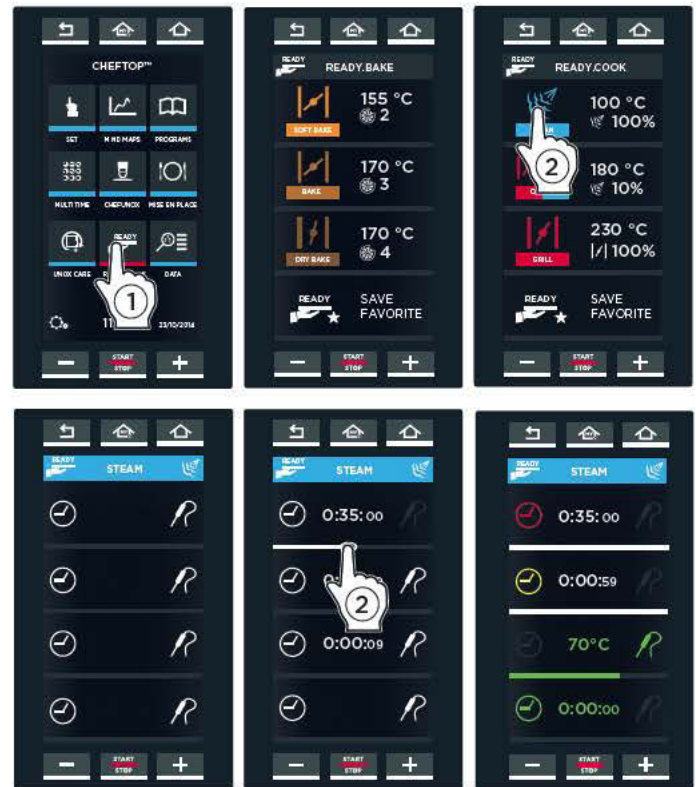 CHEFTOP™
SET MIND MAPS PROGRAMS
MULTI TIME CHEFUNOX MISE EN PLACE
READY
UNOX CARE DATA
1
23/10/2014
START
STOP
READY
READY.BAKE
155 °C
2
SOFT BAKE
170 °C
3
BAKE
170 °C
4
DRY BAKE
READY SAVE
FAVORITE
START
STOP
READY
READY.COOK
100 °C
100%
2
180 °C
10%
230 °C
100%
GRILL
READY SAVE
FAVORITE
START
STOP
READY
STEAM
START
STOP
READY
STEAM
0:35:00
2
0:00:09
START
STOP
READY
STEAM
0:35:00
0:00:59
70°C
0:00:00
START
STOP